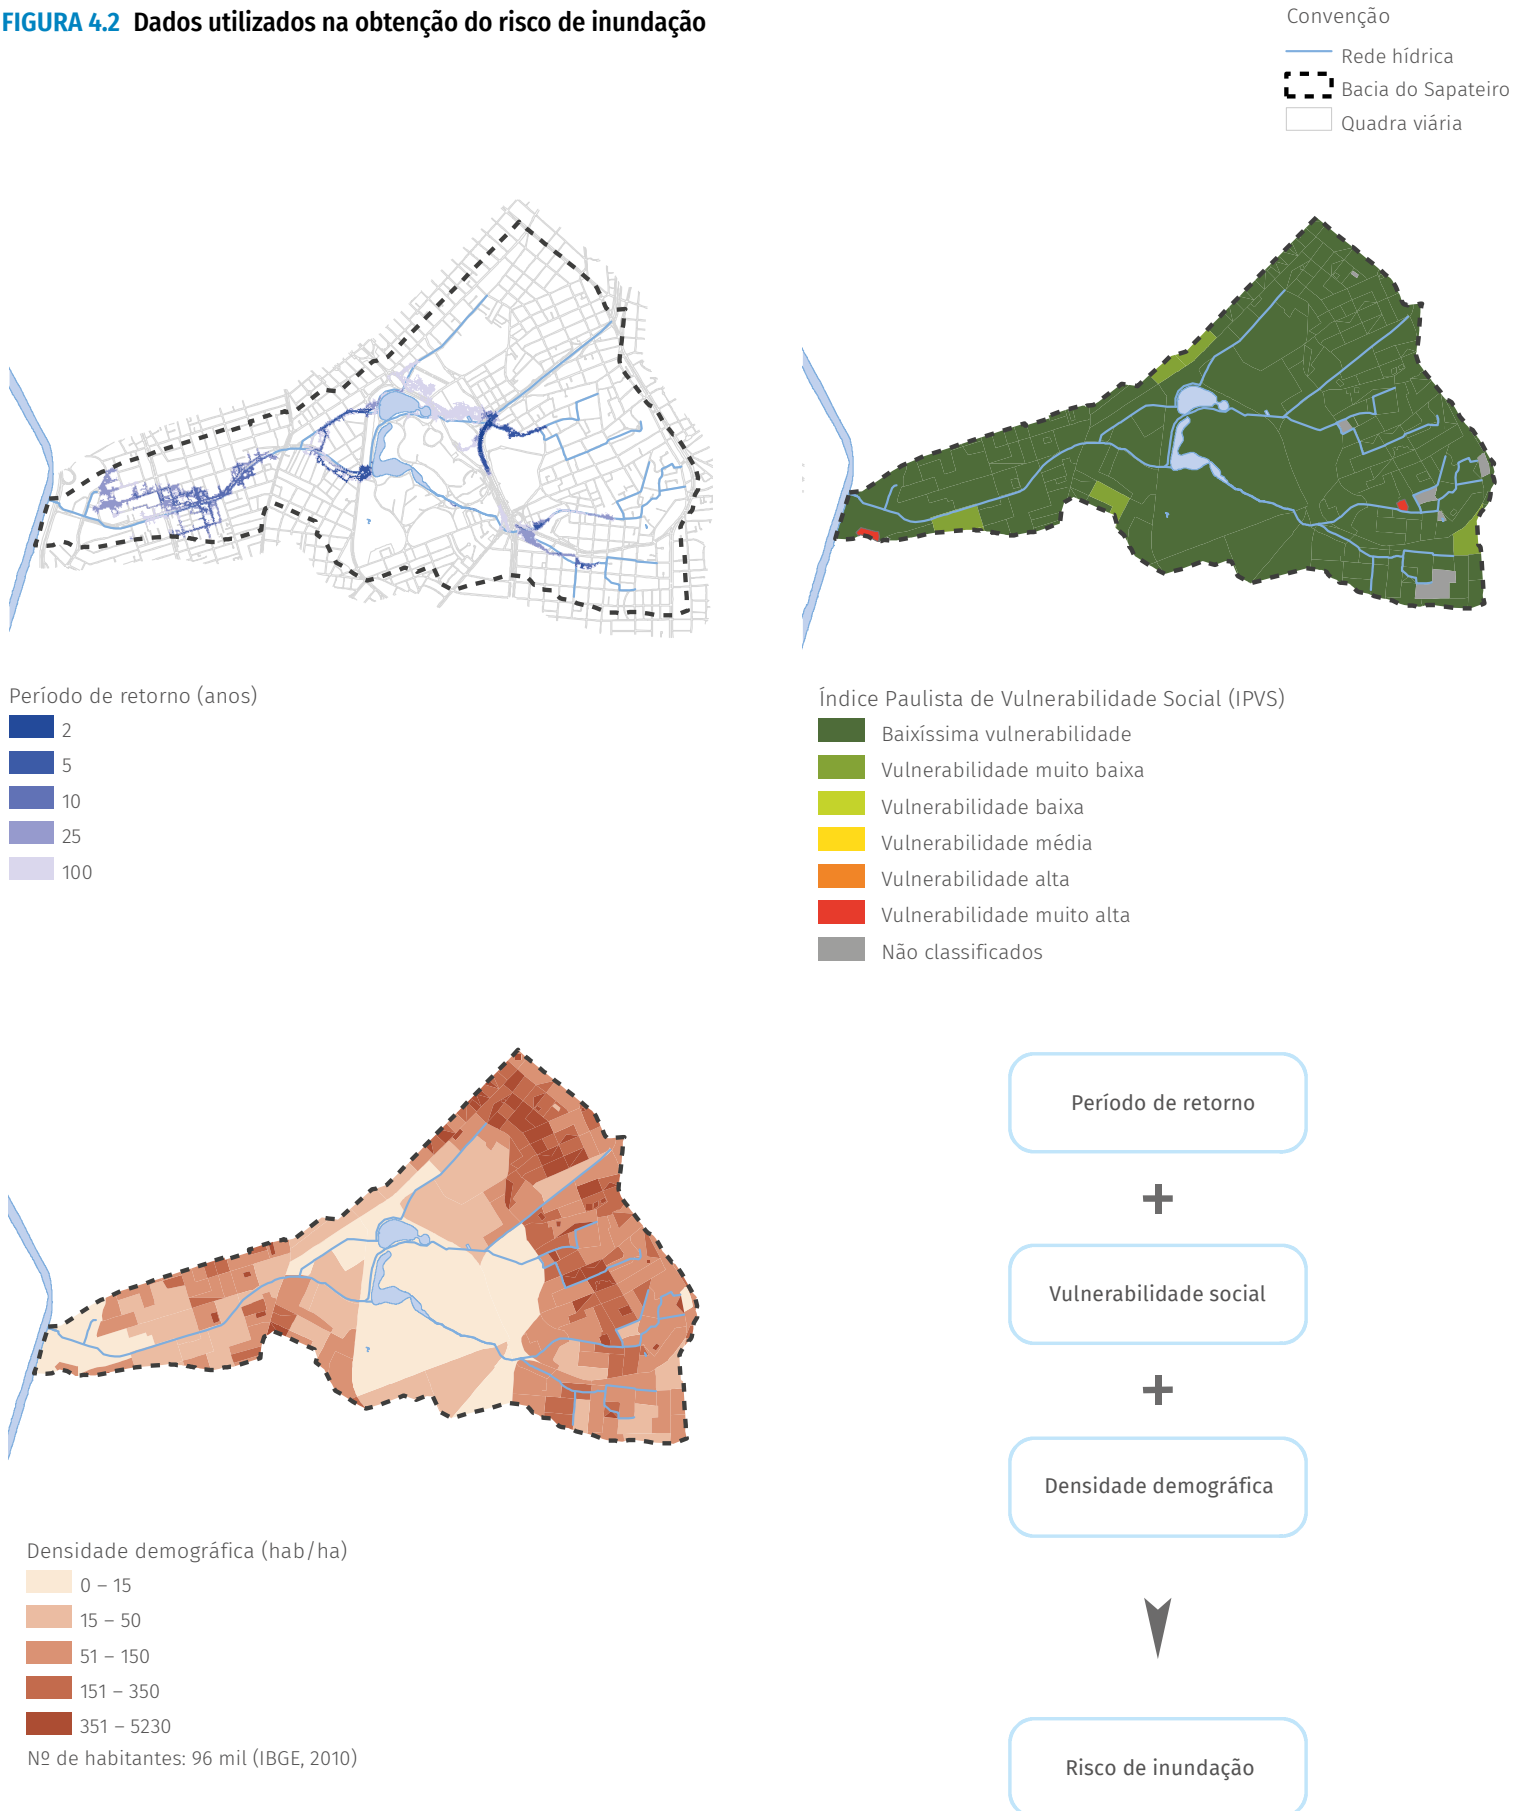 FIGURA 4.2 Dados utilizados na obtenção do risco de inundação
Convenção
Rede hídrica
Bacia do Sapateiro
Quadra viária
Período de retorno (anos)
2
5
10
25
100
Índice Paulista de Vulnerabilidade Social (IPVS)
Baixíssima vulnerabilidade
Vulnerabilidade muito baixa
Vulnerabilidade baixa
Vulnerabilidade média
Vulnerabilidade alta
Vulnerabilidade muito alta
Não classificados
Densidade demográfica (hab/ha)
0 – 15
15 – 50
51 – 150
151 – 350
351 – 5230
Nº de habitantes: 96 mil (IBGE, 2010)
Período de retorno
+
Vulnerabilidade social
+
Densidade demográfica
Risco de inundação